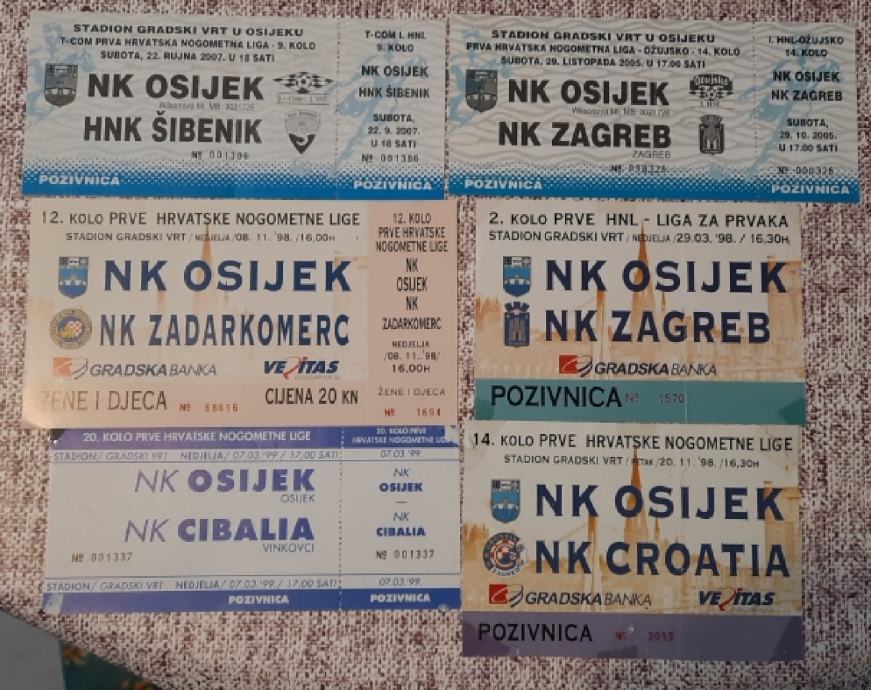 STADION GRADSKI VRT U OSIJEKU
T-COM PRVA HRVATSKA NOGOMETNA LIGA - 9. KOLO
SUBOTA, 22. RUJNA 2007. U 18 SATI
NK OSIJEK
Wilsonova bb, MB: 3021726
HNK ŠIBENIK
№ 001386
POZIVNICA
T-COM I. HNL
9. KOLO
NK OSIJEK
HNK ŠIBENIK
SUBOTA,
22. 9. 2007.
U 18 SATI
№ 001386
POZIVNICA
STADION GRADSKI VRT U OSIJEKU
PRVA HRVATSKA NOGOMETNA LIGA - OŽUJSKO - 14. KOLO
SUBOTA, 29. LISTOPADA 2005. U 17.00 SATI
NK OSIJEK
Wilsonova bb, MB: 3021726
Ožujsko
NK ZAGREB
ZAGREB
POZIVNICA
I. HNL-OŽUJSKO
14. KOLO
NK OSIJEK
NK ZAGREB
SUBOTA,
29. 10. 2005.
U 17.00 SATI
POZIVNICA
12. KOLO PRVE HRVATSKE NOGOMETNE LIGE
STADION GRADSKI VRT / NEDJELJA / 08. 11. '98. / 16,00H
NK OSIJEK
NK ZADARKOMERC
GRADSKA BANKA
VERITAS
ŽENE I DJECA № 68696 CIJENA 20 KN
12. KOLO
PRVE HRVATSKE
NOGOMETNE LIGE
NK
OSIJEK
NK
ZADARKOMERC
NEDJELJA
/08. 11. '98/
16,00H
ŽENE I DJECA
№ 1694
2. KOLO PRVE HNL - LIGA ZA PRVAKA
STADION GRADSKI VRT / NEDJELJA / 29.03. '98. / 16,30H
NK OSIJEK
NK ZAGREB
GRADSKA BANKA
POZIVNICA № 1570
20. KOLO PRVE HRVATSKE NOGOMETNE LIGE
STADION/ GRADSKI VRT NEDJELJA / 07.03. '99. / 17,00 SATI
NK OSIJEK
OSIJEK
NK CIBALIA
VINKOVCI
№ 001337
STADION/ GRADSKI VRT NEDJELJA / 07.03. '99. / 17,00 SATI
POZIVNICA
20. KOLO PRVE
HRVATSKE NOGOMETNE LIGE
07.03. '99.
NK
OSIJEK
—
NK
CIBALIA
№ 001337
07.03. '99.
POZIVNICA
14. KOLO PRVE HRVATSKE NOGOMETNE LIGE
STADION GRADSKI VRT / PETAK / 20. 11. '98. / 16,30H
NK OSIJEK
NK CROATIA
GRADSKA BANKA
VERITAS
POZIVNICA №